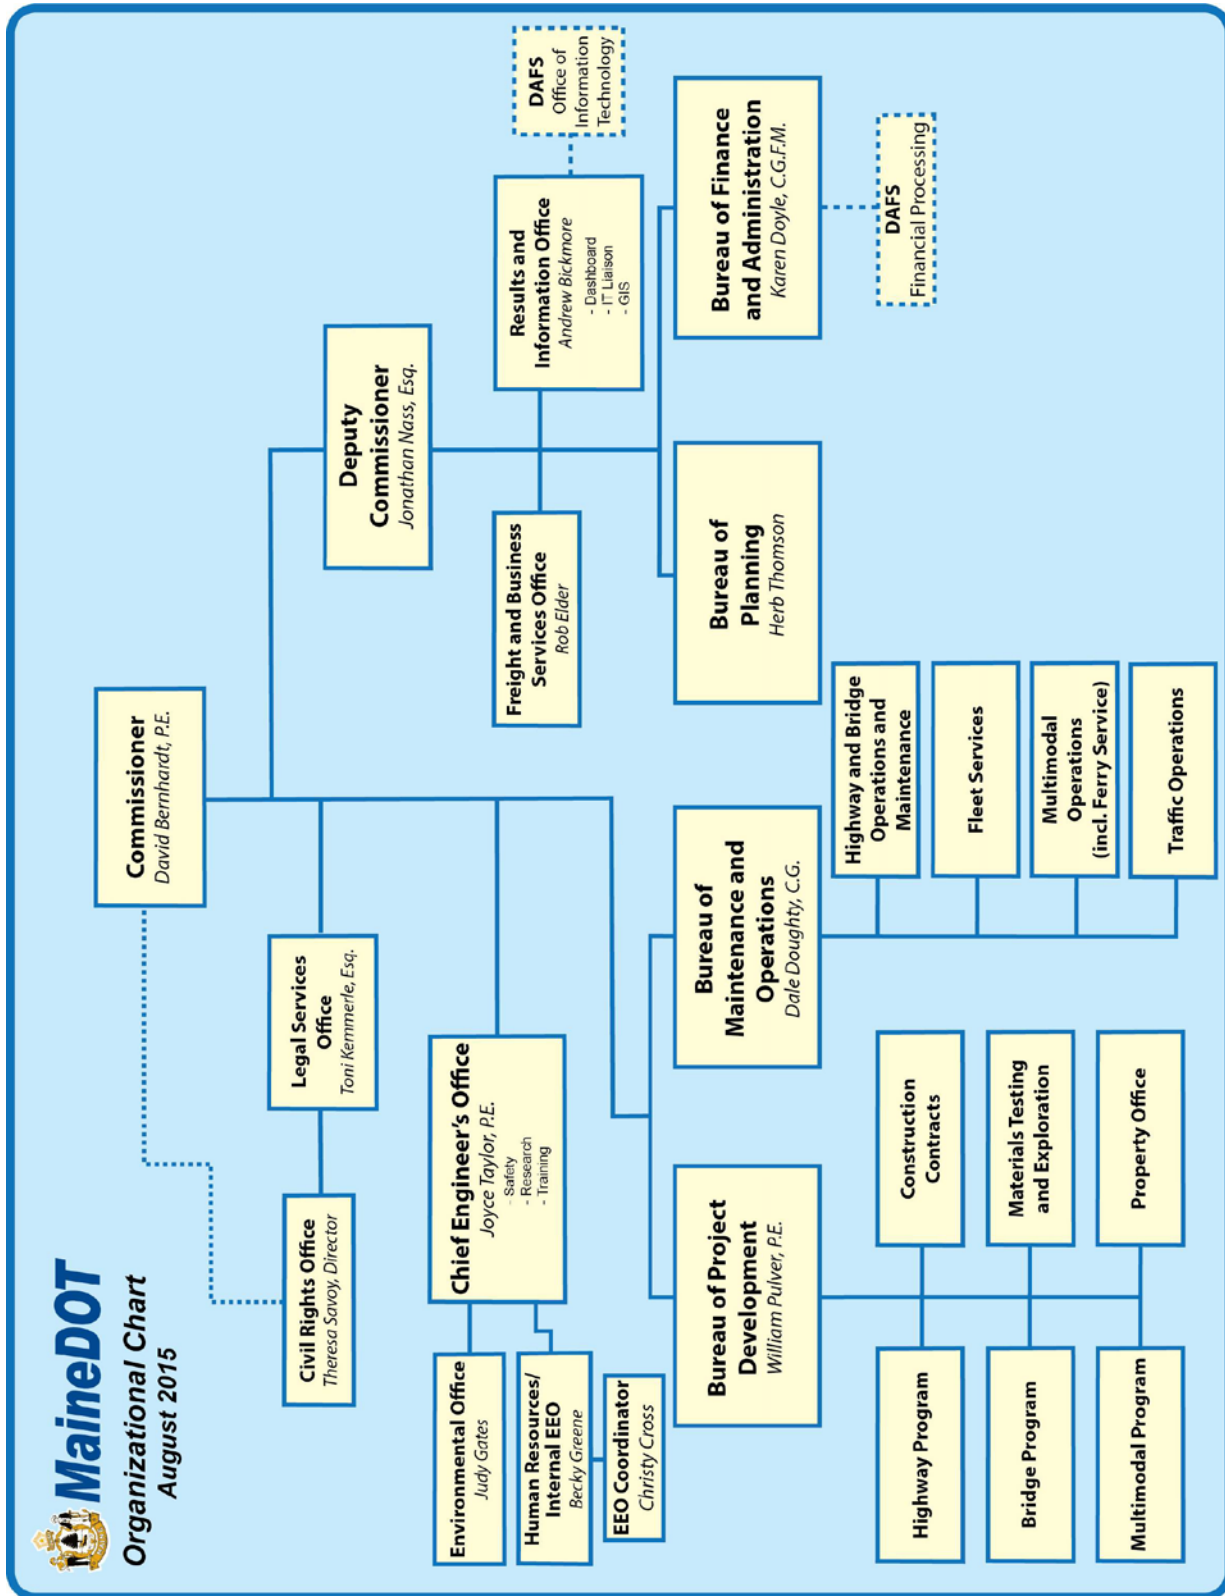 MaineDOT
Organizational Chart
August 2015
Commissioner
David Bernhardt, P.E.
Legal Services
Office
Toni Kemmerle, Esq.
Civil Rights Office
Theresa Savoy, Director
Deputy
Commissioner
Jonathan Nass, Esq.
Chief Engineer's Office
Joyce Taylor, P.E.
- Safety
- Research
- Training
Environmental Office
Judy Gates
Human Resources/
Internal EEO
Becky Greene
EEO Coordinator
Christy Cross
Freight and Business
Services Office
Rob Elder
Results and
Information Office
Andrew Bickmore
- Dashboard
- IT Liaison
- GIS
DAFS
Office of
Information
Technology
Bureau of Project
Development
William Pulver, P.E.
Bureau of
Maintenance and
Operations
Dale Doughty, C.G.
Bureau of
Planning
Herb Thomson
Bureau of Finance
and Administration
Karen Doyle, C.G.F.M.
Highway Program
Construction
Contracts
Bridge Program
Materials Testing
and Exploration
Multimodal Program
Property Office
Highway and Bridge
Operations and
Maintenance
Fleet Services
Multimodal
Operations
(incl. Ferry Service)
Traffic Operations
DAFS
Financial Processing